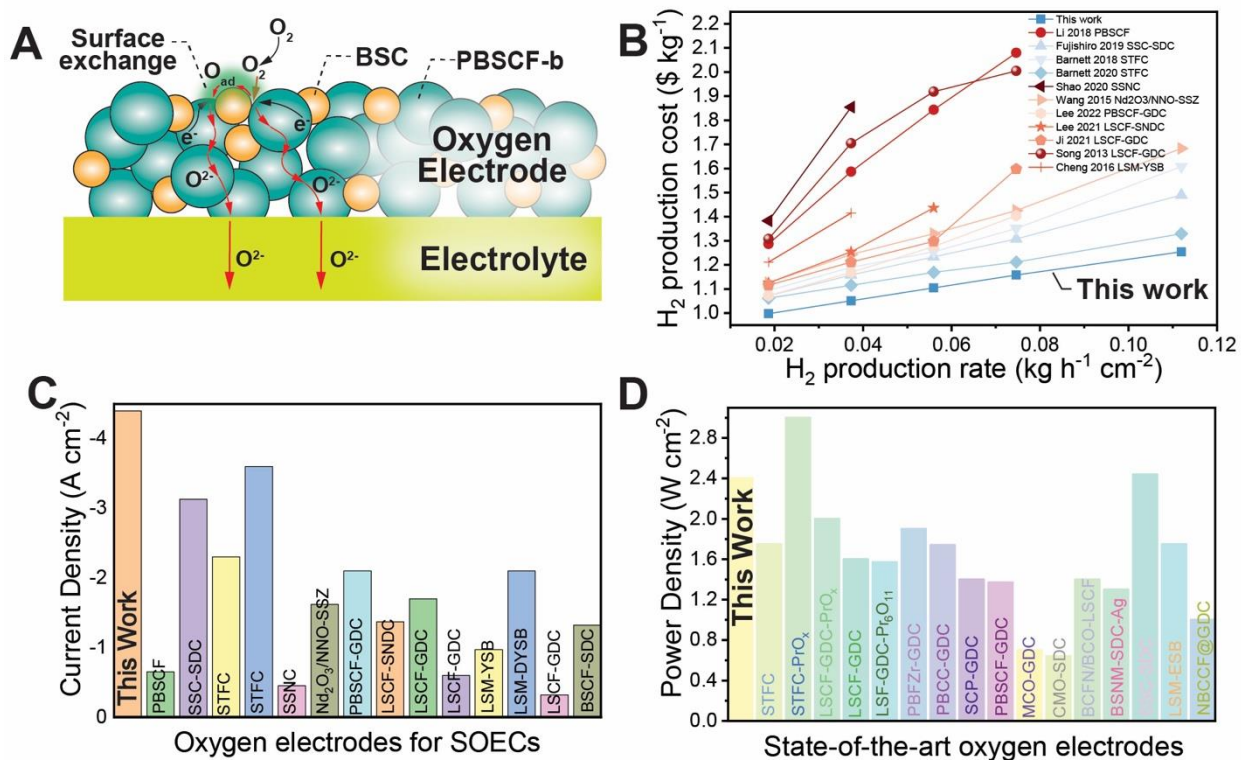 A
Surface
exchange
O₂
O₂
O
ad
BSC
PBSCF-b
e⁻
e⁻
Oxygen
Electrode
O²⁻
O²⁻
O²⁻
O²⁻
Electrolyte
B
H₂ production cost ($ kg⁻¹)
2.2
2.1
2.0
1.9
1.8
1.7
1.6
1.5
1.4
1.3
1.2
1.1
1.0
This work
Li 2018 PBSCF
Fujishiro 2019 SSC-SDC
Barnett 2018 STFC
Barnett 2020 STFC
Shao 2020 SSNC
Wang 2015 Nd2O3/NNO-SSZ
Lee 2022 PBSCF-GDC
Lee 2021 LSCF-SNDC
Ji 2021 LSCF-GDC
Song 2013 LSCF-GDC
Cheng 2016 LSM-YSB
This work
0.02 0.04 0.06 0.08 0.10 0.12
H₂ production rate (kg h⁻¹ cm⁻²)
C
Current Density (A cm⁻²)
-4
-3
-2
-1
0
This Work
PBSCF
SSC-SDC
STFC
STFC
SSNC
Nd₂O₃/NNO-SSZ
PBSCF-GDC
LSCF-SNDC
LSCF-GDC
LSCF-GDC
LSM-YSB
LSM-DYSB
LSCF-GDC
BSCF-SDC
Oxygen electrodes for SOECs
D
Power Density (W cm⁻²)
2.8
2.4
2.0
1.6
1.2
0.8
0.4
0.0
This Work
STFC
STFC-PrOₓ
LSCF-GDC-PrOₓ
LSCF-GDC
LSF-GDC-Pr₆O₁₁
PBFZr-GDC
PBCC-GDC
SCP-GDC
PBSCF-GDC
MCO-GDC
CMO-SDC
BCFN/BCO-LSCF
BSNM-SDC-Ag
LSM-ESB
NBCCF@GDC
State-of-the-art oxygen electrodes